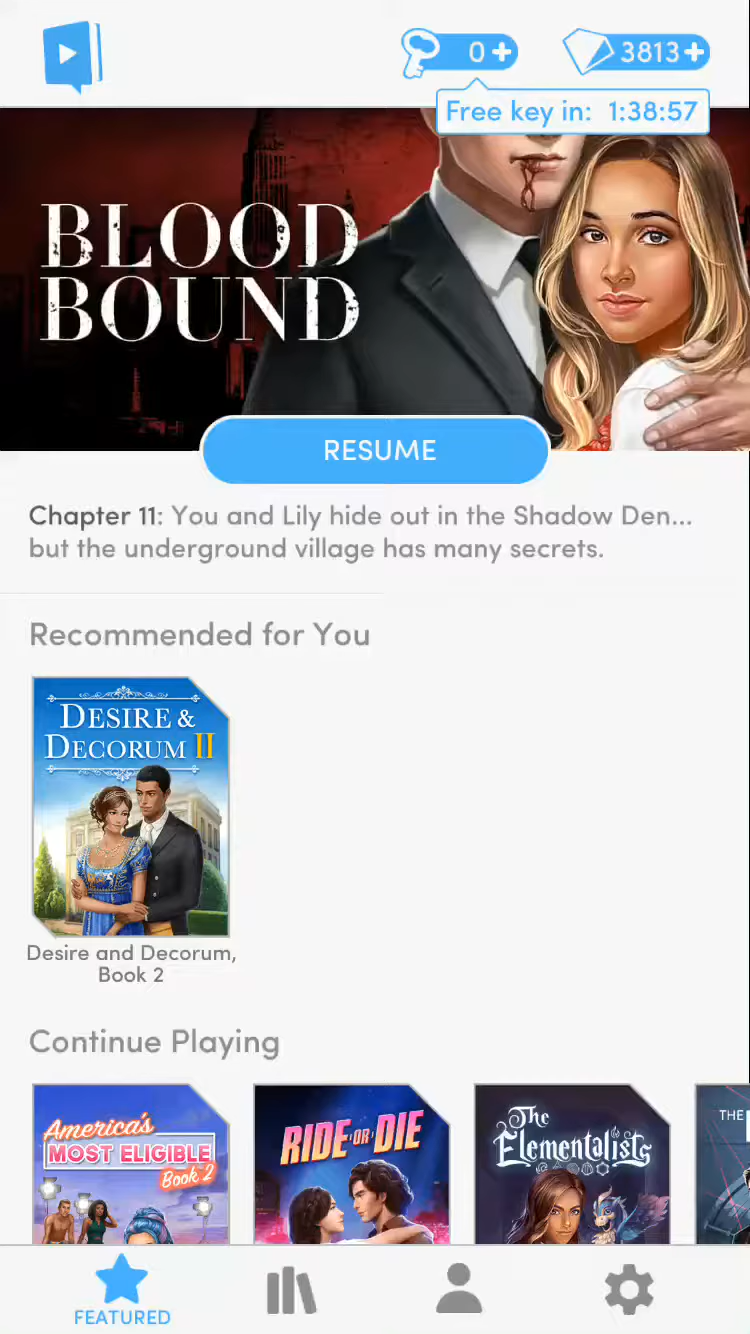 0
3813
Free key in: 1:38:57
BLOOD
BOUND
RESUME
Chapter 11: You and Lily hide out in the Shadow Den...
but the underground village has many secrets.
Recommended for You
DESIRE &
DECORUM II
Desire and Decorum,
Book 2
Continue Playing
America's
MOST ELIGIBLE
Book 2
RIDE OR DIE
The
Elementalists
THE
FEATURED